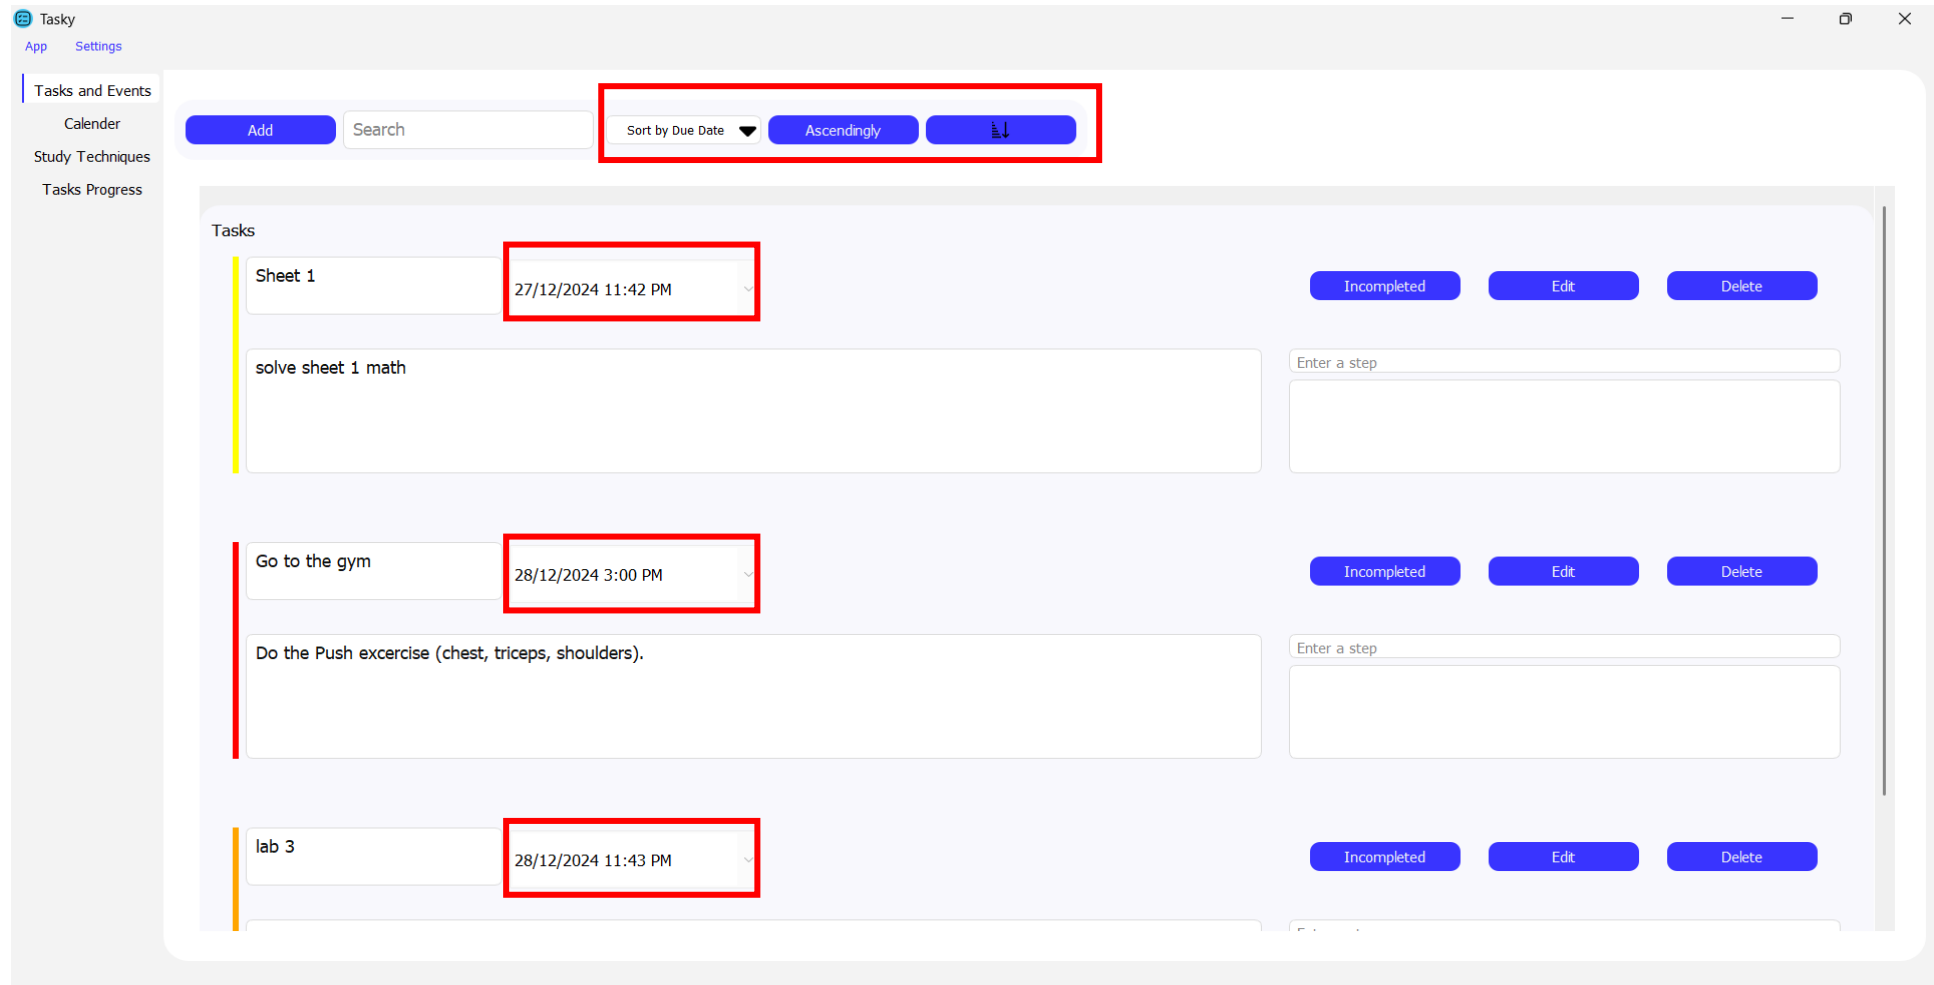 Tasky
App Settings
Tasks and Events
Calender
Study Techniques
Tasks Progress
Add Search Sort by Due Date Ascendingly
Tasks
Sheet 1 27/12/2024 11:42 PM Incompleted Edit Delete
solve sheet 1 math Enter a step
Go to the gym 28/12/2024 3:00 PM Incompleted Edit Delete
Do the Push excercise (chest, triceps, shoulders). Enter a step
lab 3 28/12/2024 11:43 PM Incompleted Edit Delete